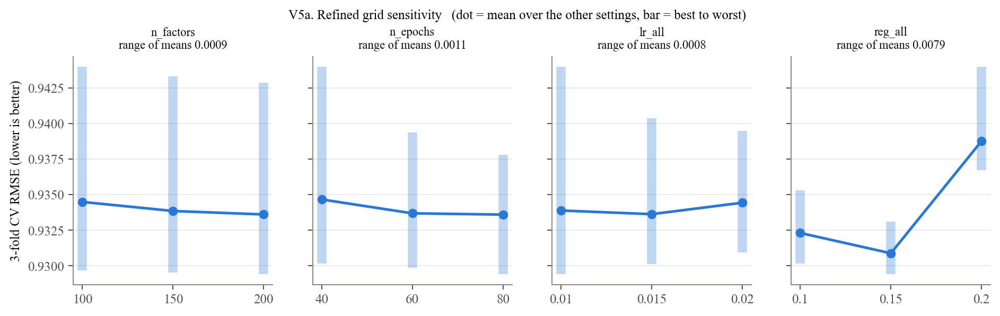 V5a. Refined grid sensitivity (dot = mean over the other settings, bar = best to worst)
n_factors
range of means 0.0009
n_epochs
range of means 0.0011
lr_all
range of means 0.0008
reg_all
range of means 0.0079
3-fold CV RMSE (lower is better)
0.9425
0.9400
0.9375
0.9350
0.9325
0.9300
100 150 200
40 60 80
0.01 0.015 0.02
0.1 0.15 0.2